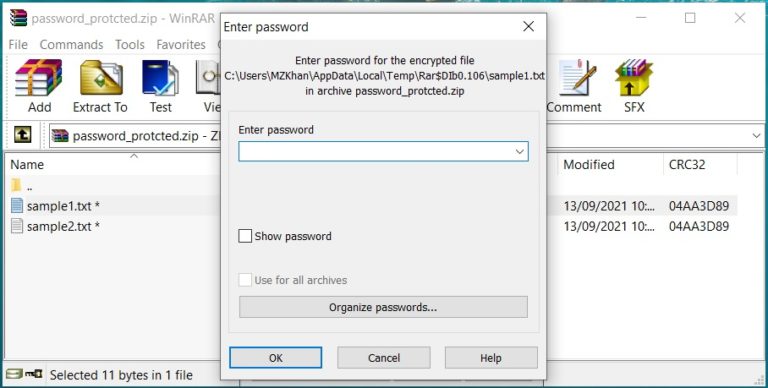 password_protcted.zip - WinRAR
File Commands Tools Favorites
Add Extract To Test Comment SFX
password_protcted.zip
Name Modified CRC32
..
sample1.txt * 13/09/2021 10:... 04AA3D89
sample2.txt * 13/09/2021 10:... 04AA3D89
Selected 11 bytes in 1 file
Enter password
Enter password for the encrypted file
C:\Users\MZKhan\AppData\Local\Temp\Rar$DIb0.106\sample1.txt
in archive password_protcted.zip
Enter password
Show password
Use for all archives
Organize passwords...
OK Cancel Help